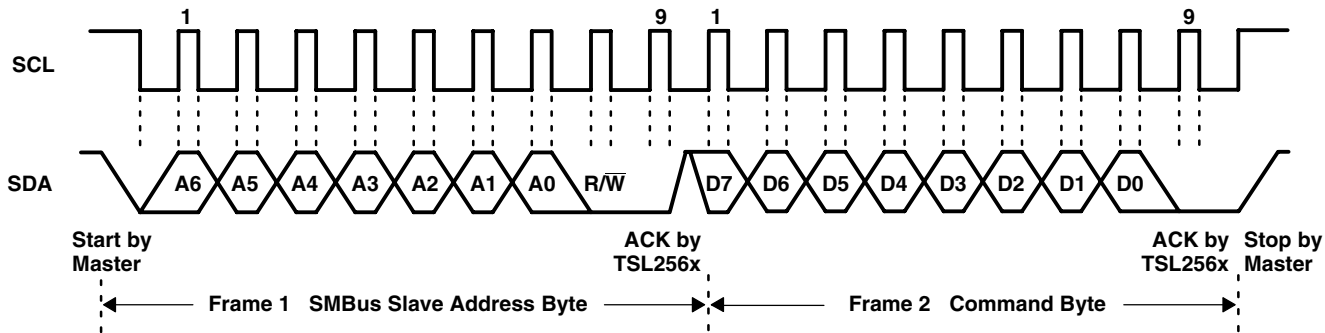 1 9 1 9
SCL
SDA A6 A5 A4 A3 A2 A1 A0 R/W̅ D7 D6 D5 D4 D3 D2 D1 D0
Start by Master
ACK by TSL256x
ACK by TSL256x
Stop by Master
Frame 1 SMBus Slave Address Byte
Frame 2 Command Byte